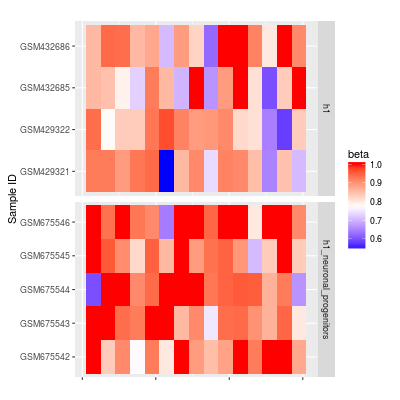 Sample ID
GSM432686
GSM432685
GSM429322
GSM429321
h1
GSM675546
GSM675545
GSM675544
GSM675543
GSM675542
h1_neuronal_progenitors
beta
1.0
0.9
0.8
0.7
0.6